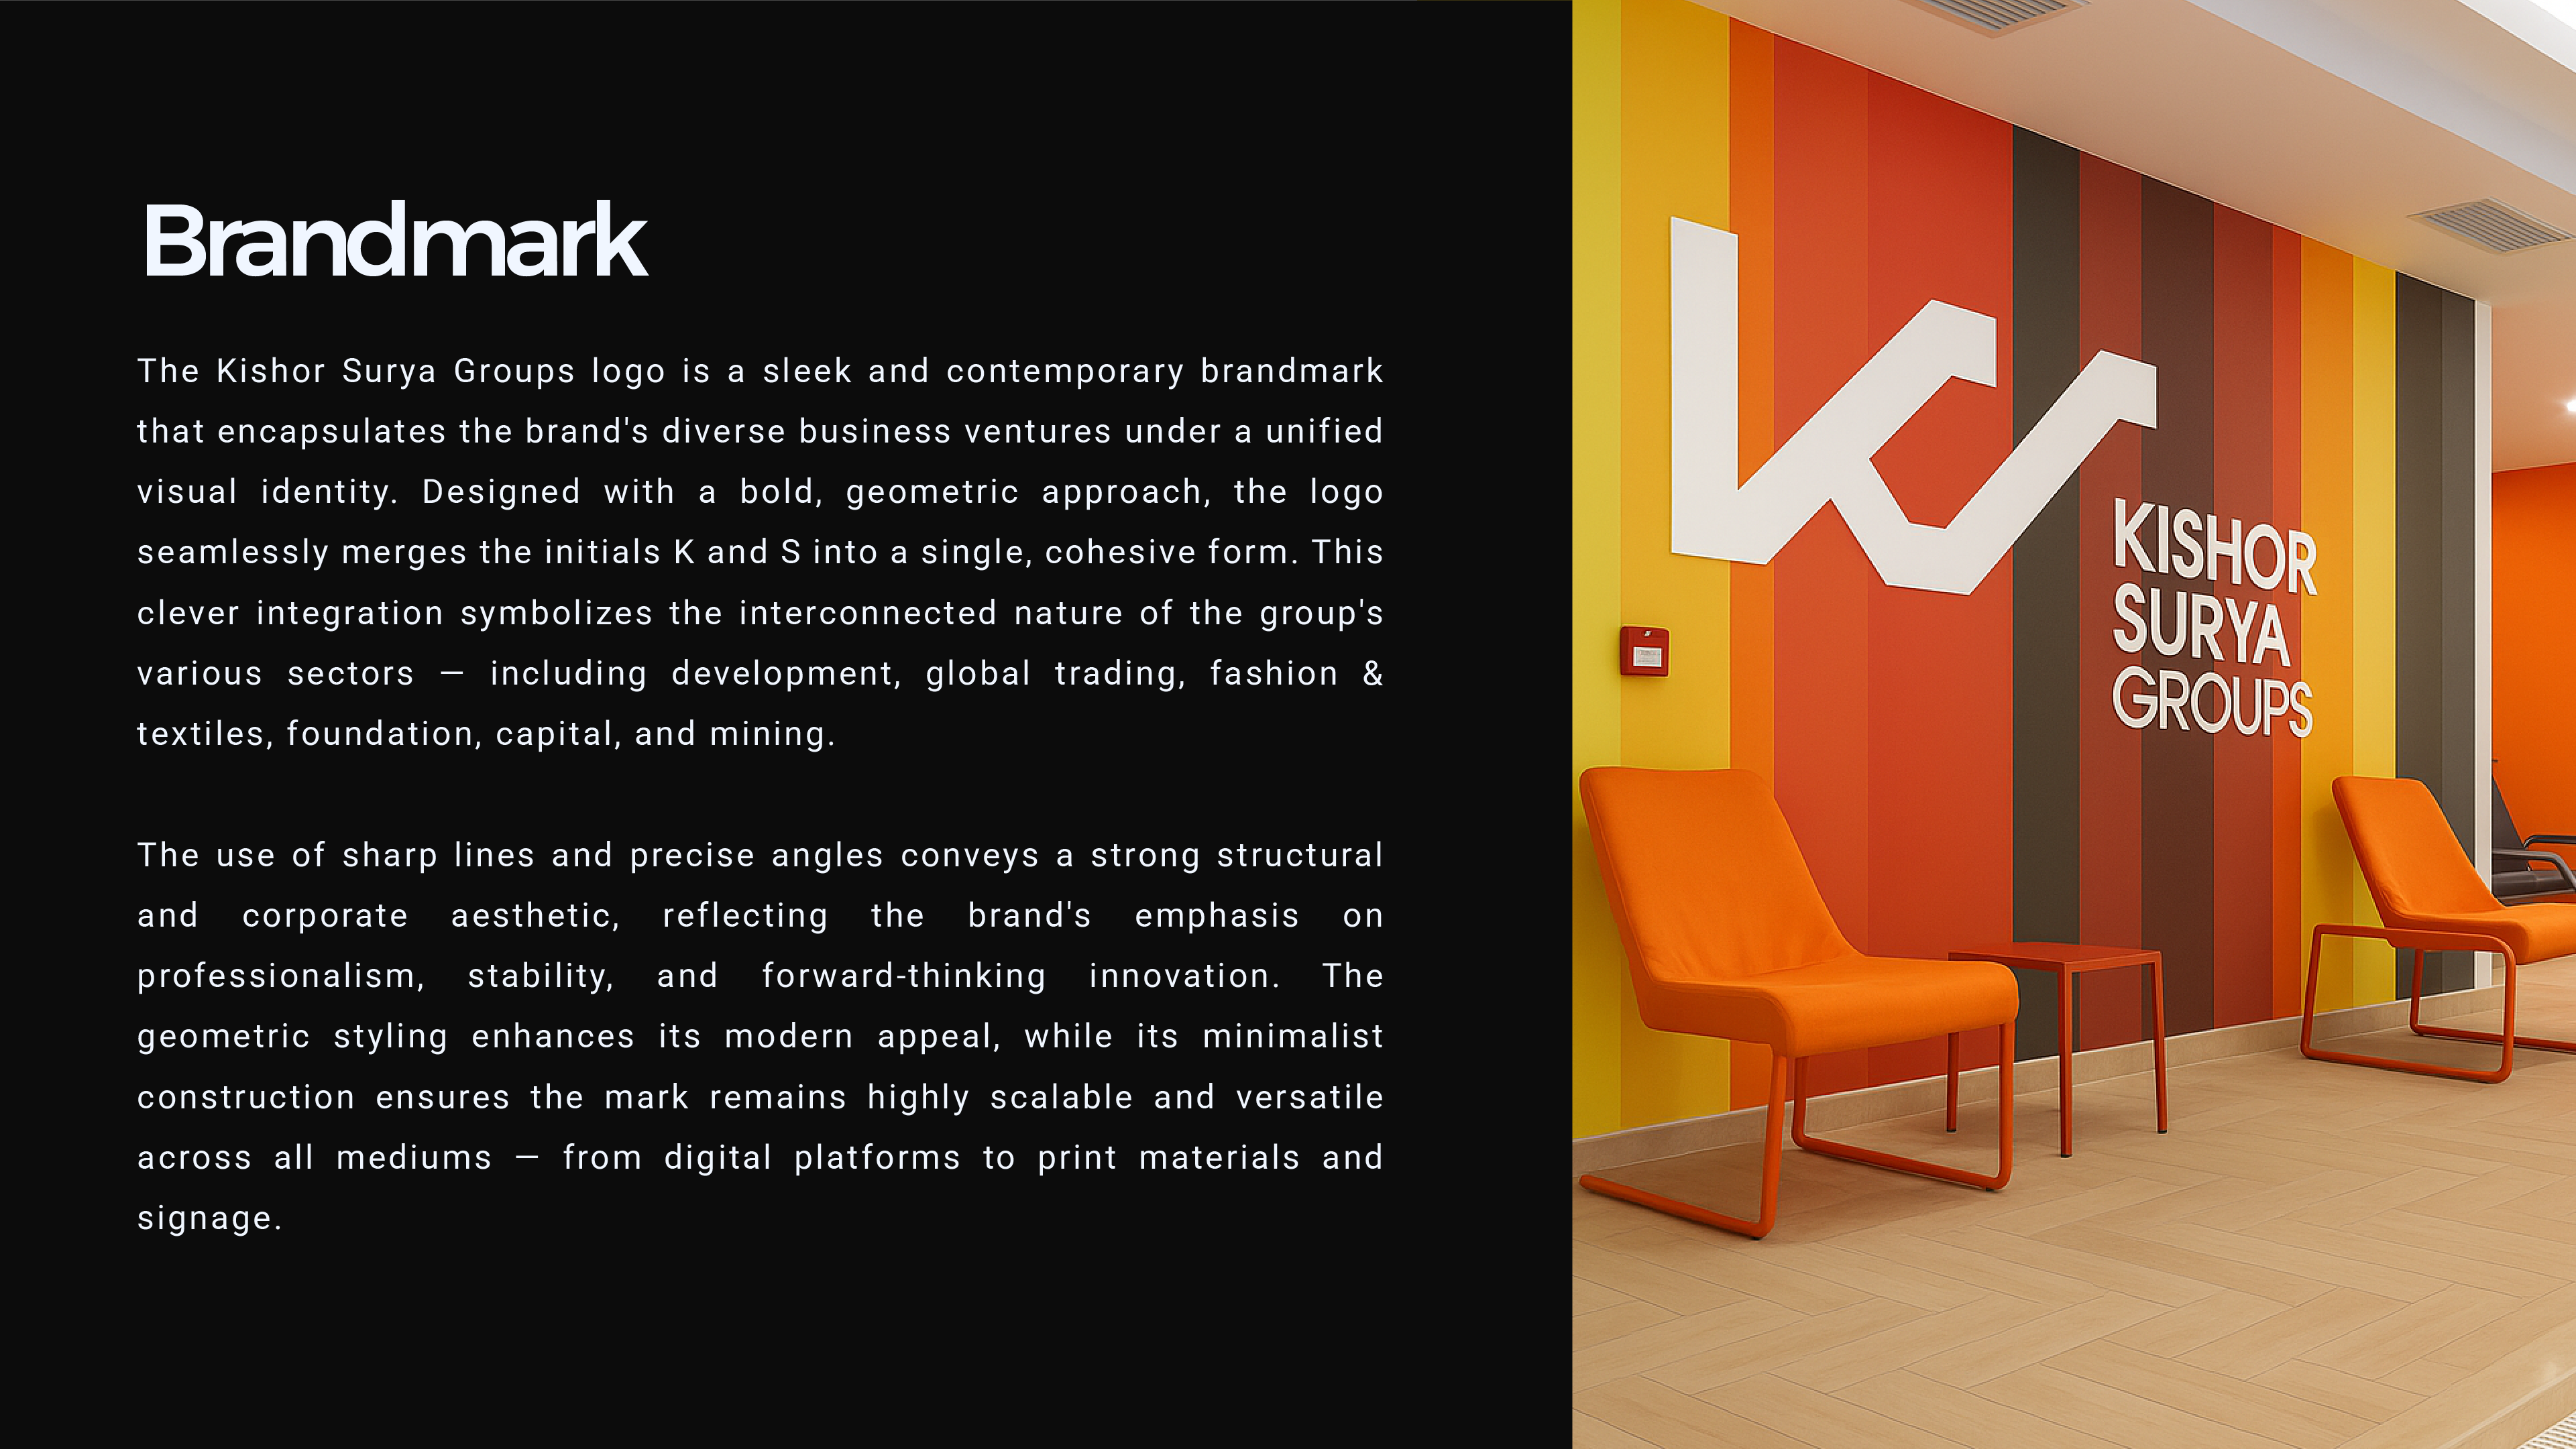 Brandmark
The Kishor Surya Groups logo is a sleek and contemporary brandmark
that encapsulates the brand's diverse business ventures under a unified
visual identity. Designed with a bold, geometric approach, the logo
seamlessly merges the initials K and S into a single, cohesive form. This
clever integration symbolizes the interconnected nature of the group's
various sectors — including development, global trading, fashion &
textiles, foundation, capital, and mining.
The use of sharp lines and precise angles conveys a strong structural
and corporate aesthetic, reflecting the brand's emphasis on
professionalism, stability, and forward-thinking innovation. The
geometric styling enhances its modern appeal, while its minimalist
construction ensures the mark remains highly scalable and versatile
across all mediums — from digital platforms to print materials and
signage.
KISHOR
SURYA
GROUPS